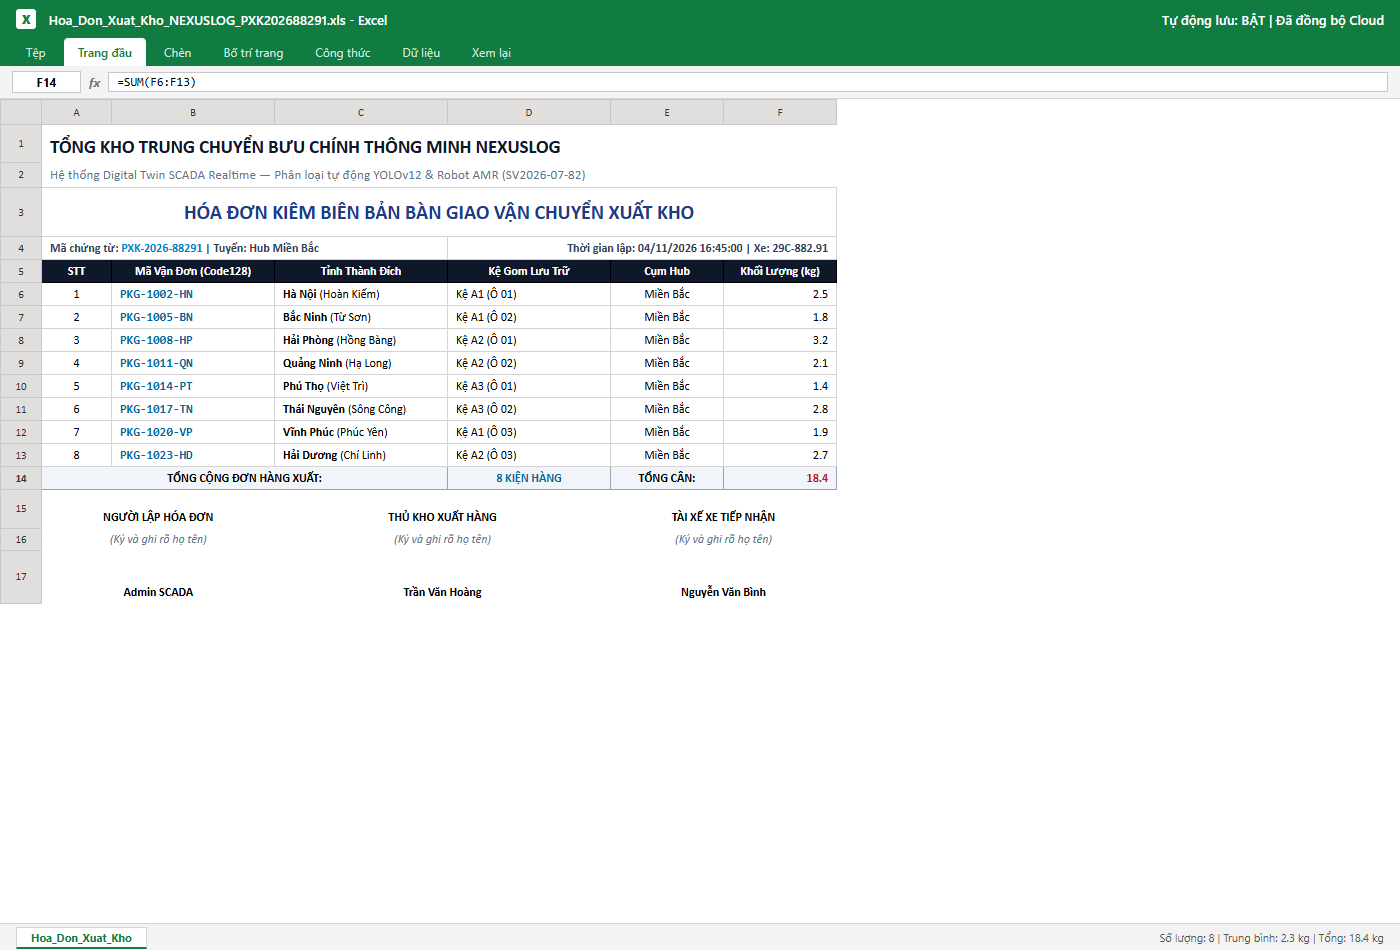 X Hoa_Don_Xuat_Kho_NEXUSLOG_PXK202688291.xls - Excel Tự động lưu: BẬT | Đã đồng bộ Cloud
Tệp Trang đầu Chèn Bố trí trang Công thức Dữ liệu Xem lại
F14 fx =SUM(F6:F13)
A B C D E F
1 TỔNG KHO TRUNG CHUYỂN BƯU CHÍNH THÔNG MINH NEXUSLOG
2 Hệ thống Digital Twin SCADA Realtime — Phân loại tự động YOLOv12 & Robot AMR (SV2026-07-82)
3 HÓA ĐƠN KIÊM BIÊN BẢN BÀN GIAO VẬN CHUYỂN XUẤT KHO
4 Mã chứng từ: PXK-2026-88291 | Tuyến: Hub Miền Bắc Thời gian lập: 04/11/2026 16:45:00 | Xe: 29C-882.91
5 STT Mã Vận Đơn (Code128) Tỉnh Thành Đích Kệ Gom Lưu Trữ Cụm Hub Khối Lượng (kg)
6 1 PKG-1002-HN Hà Nội (Hoàn Kiếm) Kệ A1 (Ô 01) Miền Bắc 2.5
7 2 PKG-1005-BN Bắc Ninh (Từ Sơn) Kệ A1 (Ô 02) Miền Bắc 1.8
8 3 PKG-1008-HP Hải Phòng (Hồng Bàng) Kệ A2 (Ô 01) Miền Bắc 3.2
9 4 PKG-1011-QN Quảng Ninh (Hạ Long) Kệ A2 (Ô 02) Miền Bắc 2.1
10 5 PKG-1014-PT Phú Thọ (Việt Trì) Kệ A3 (Ô 01) Miền Bắc 1.4
11 6 PKG-1017-TN Thái Nguyên (Sông Công) Kệ A3 (Ô 02) Miền Bắc 2.8
12 7 PKG-1020-VP Vĩnh Phúc (Phúc Yên) Kệ A1 (Ô 03) Miền Bắc 1.9
13 8 PKG-1023-HD Hải Dương (Chí Linh) Kệ A2 (Ô 03) Miền Bắc 2.7
14 TỔNG CỘNG ĐƠN HÀNG XUẤT: 8 KIỆN HÀNG TỔNG CÂN: 18.4
15 NGƯỜI LẬP HÓA ĐƠN THỦ KHO XUẤT HÀNG TÀI XẾ XE TIẾP NHẬN
16 (Ký và ghi rõ họ tên) (Ký và ghi rõ họ tên) (Ký và ghi rõ họ tên)
17 Admin SCADA Trần Văn Hoàng Nguyễn Văn Bình
Hoa_Don_Xuat_Kho Số lượng: 8 | Trung bình: 2.3 kg | Tổng: 18.4 kg